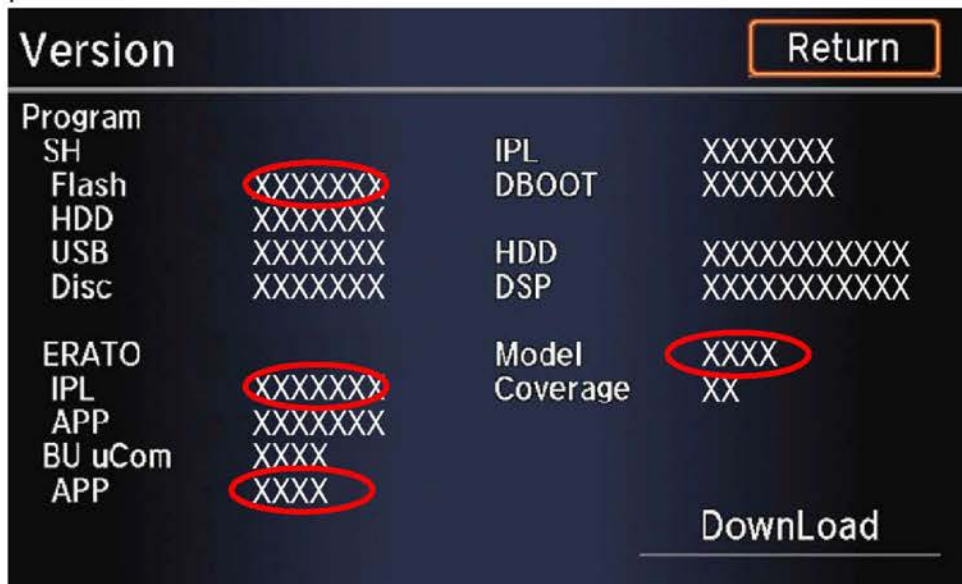 Version Return
Program
SH IPL XXXXXXX
Flash XXXXXXX DBOOT XXXXXXX
HDD XXXXXXX
USB XXXXXXX HDD XXXXXXXXXXX
Disc XXXXXXX DSP XXXXXXXXXXX
ERATO Model XXXX
IPL XXXXXXX Coverage XX
APP XXXXXXX
BU uCom XXXX
APP XXXX
DownLoad